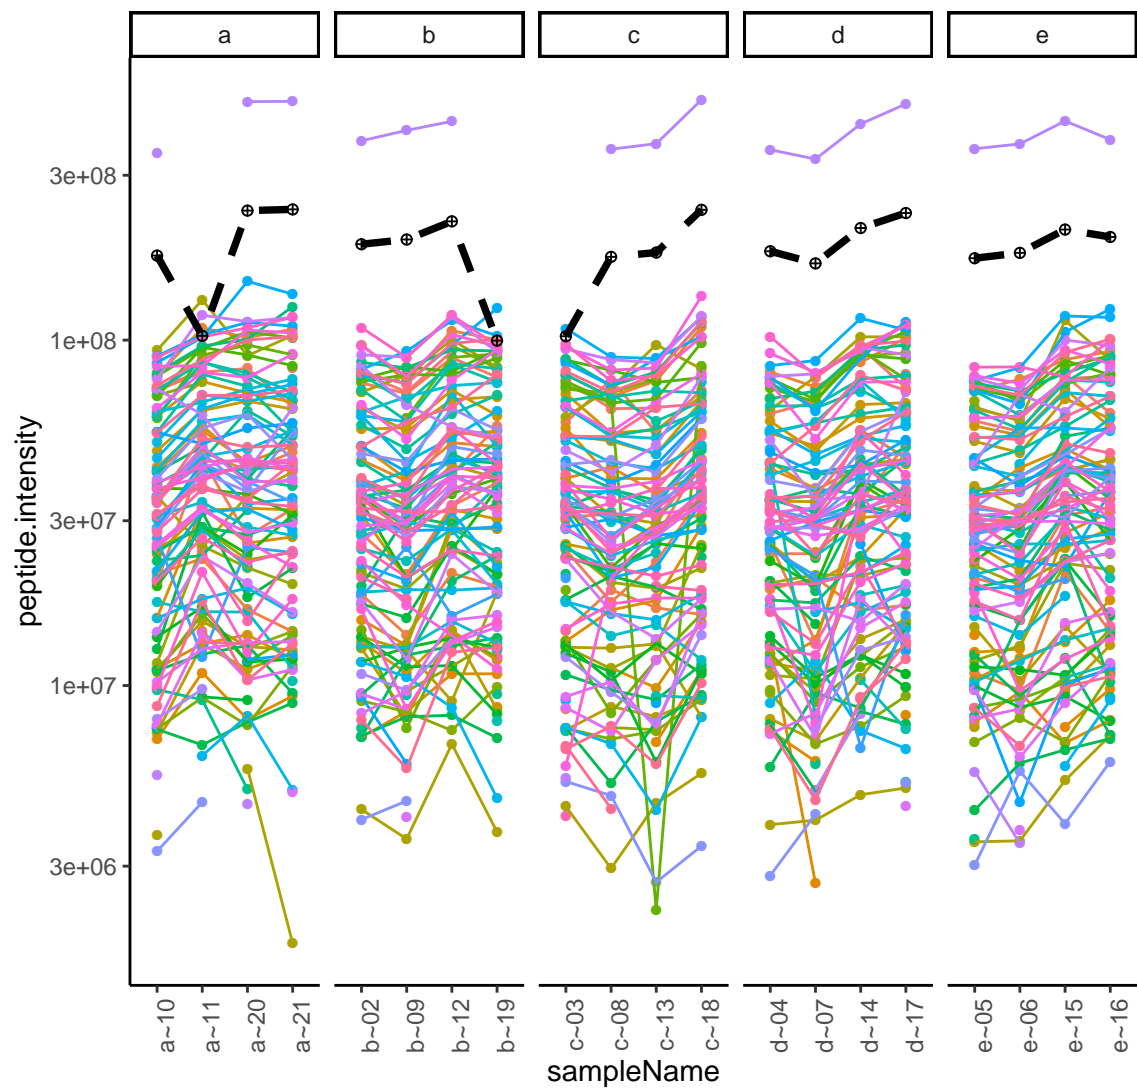 a b c d e
peptide.intensity
3e+08
1e+08
3e+07
1e+07
3e+06
a~10 a~11 a~20 a~21 b~02 b~09 b~12 b~19 c~03 c~08 c~13 c~18 d~04 d~07 d~14 d~17 e~05 e~06 e~15 e~16
sampleName